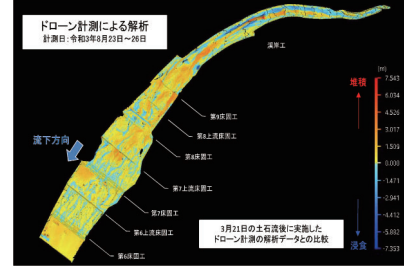 ドローン計測による解析
計測日：令和3年8月23日～26日
渓岸工
[m]
堆積
7.543
6.034
4.526
3.017
1.509
0.000
-1.471
-2.941
-4.412
-5.882
-7.353
浸食
第9床固工
第8上流床固工
第8床固工
流下方向
第7上流床固工
第7床固工
第6上流床固工
第6床固工
3月21日の土石流後に実施した
ドローン計測の解析データとの比較